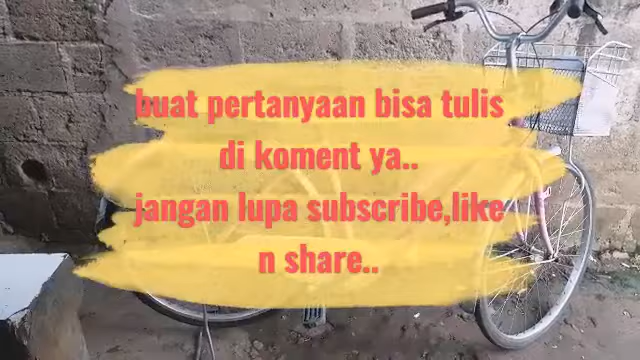 buat pertanyaan bisa tulis
di koment ya..
jangan lupa subscribe,like
n share..